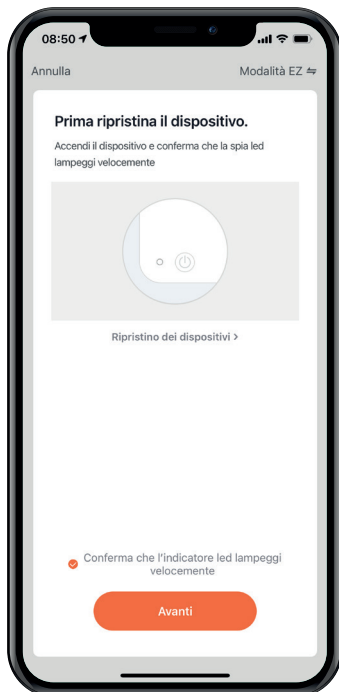 08:50
Annulla
Modalità EZ ⇋
Prima ripristina il dispositivo.
Accendi il dispositivo e conferma che la spia led
lampeggi velocemente
Ripristino dei dispositivi >
Conferma che l'indicatore led lampeggi
velocemente
Avanti